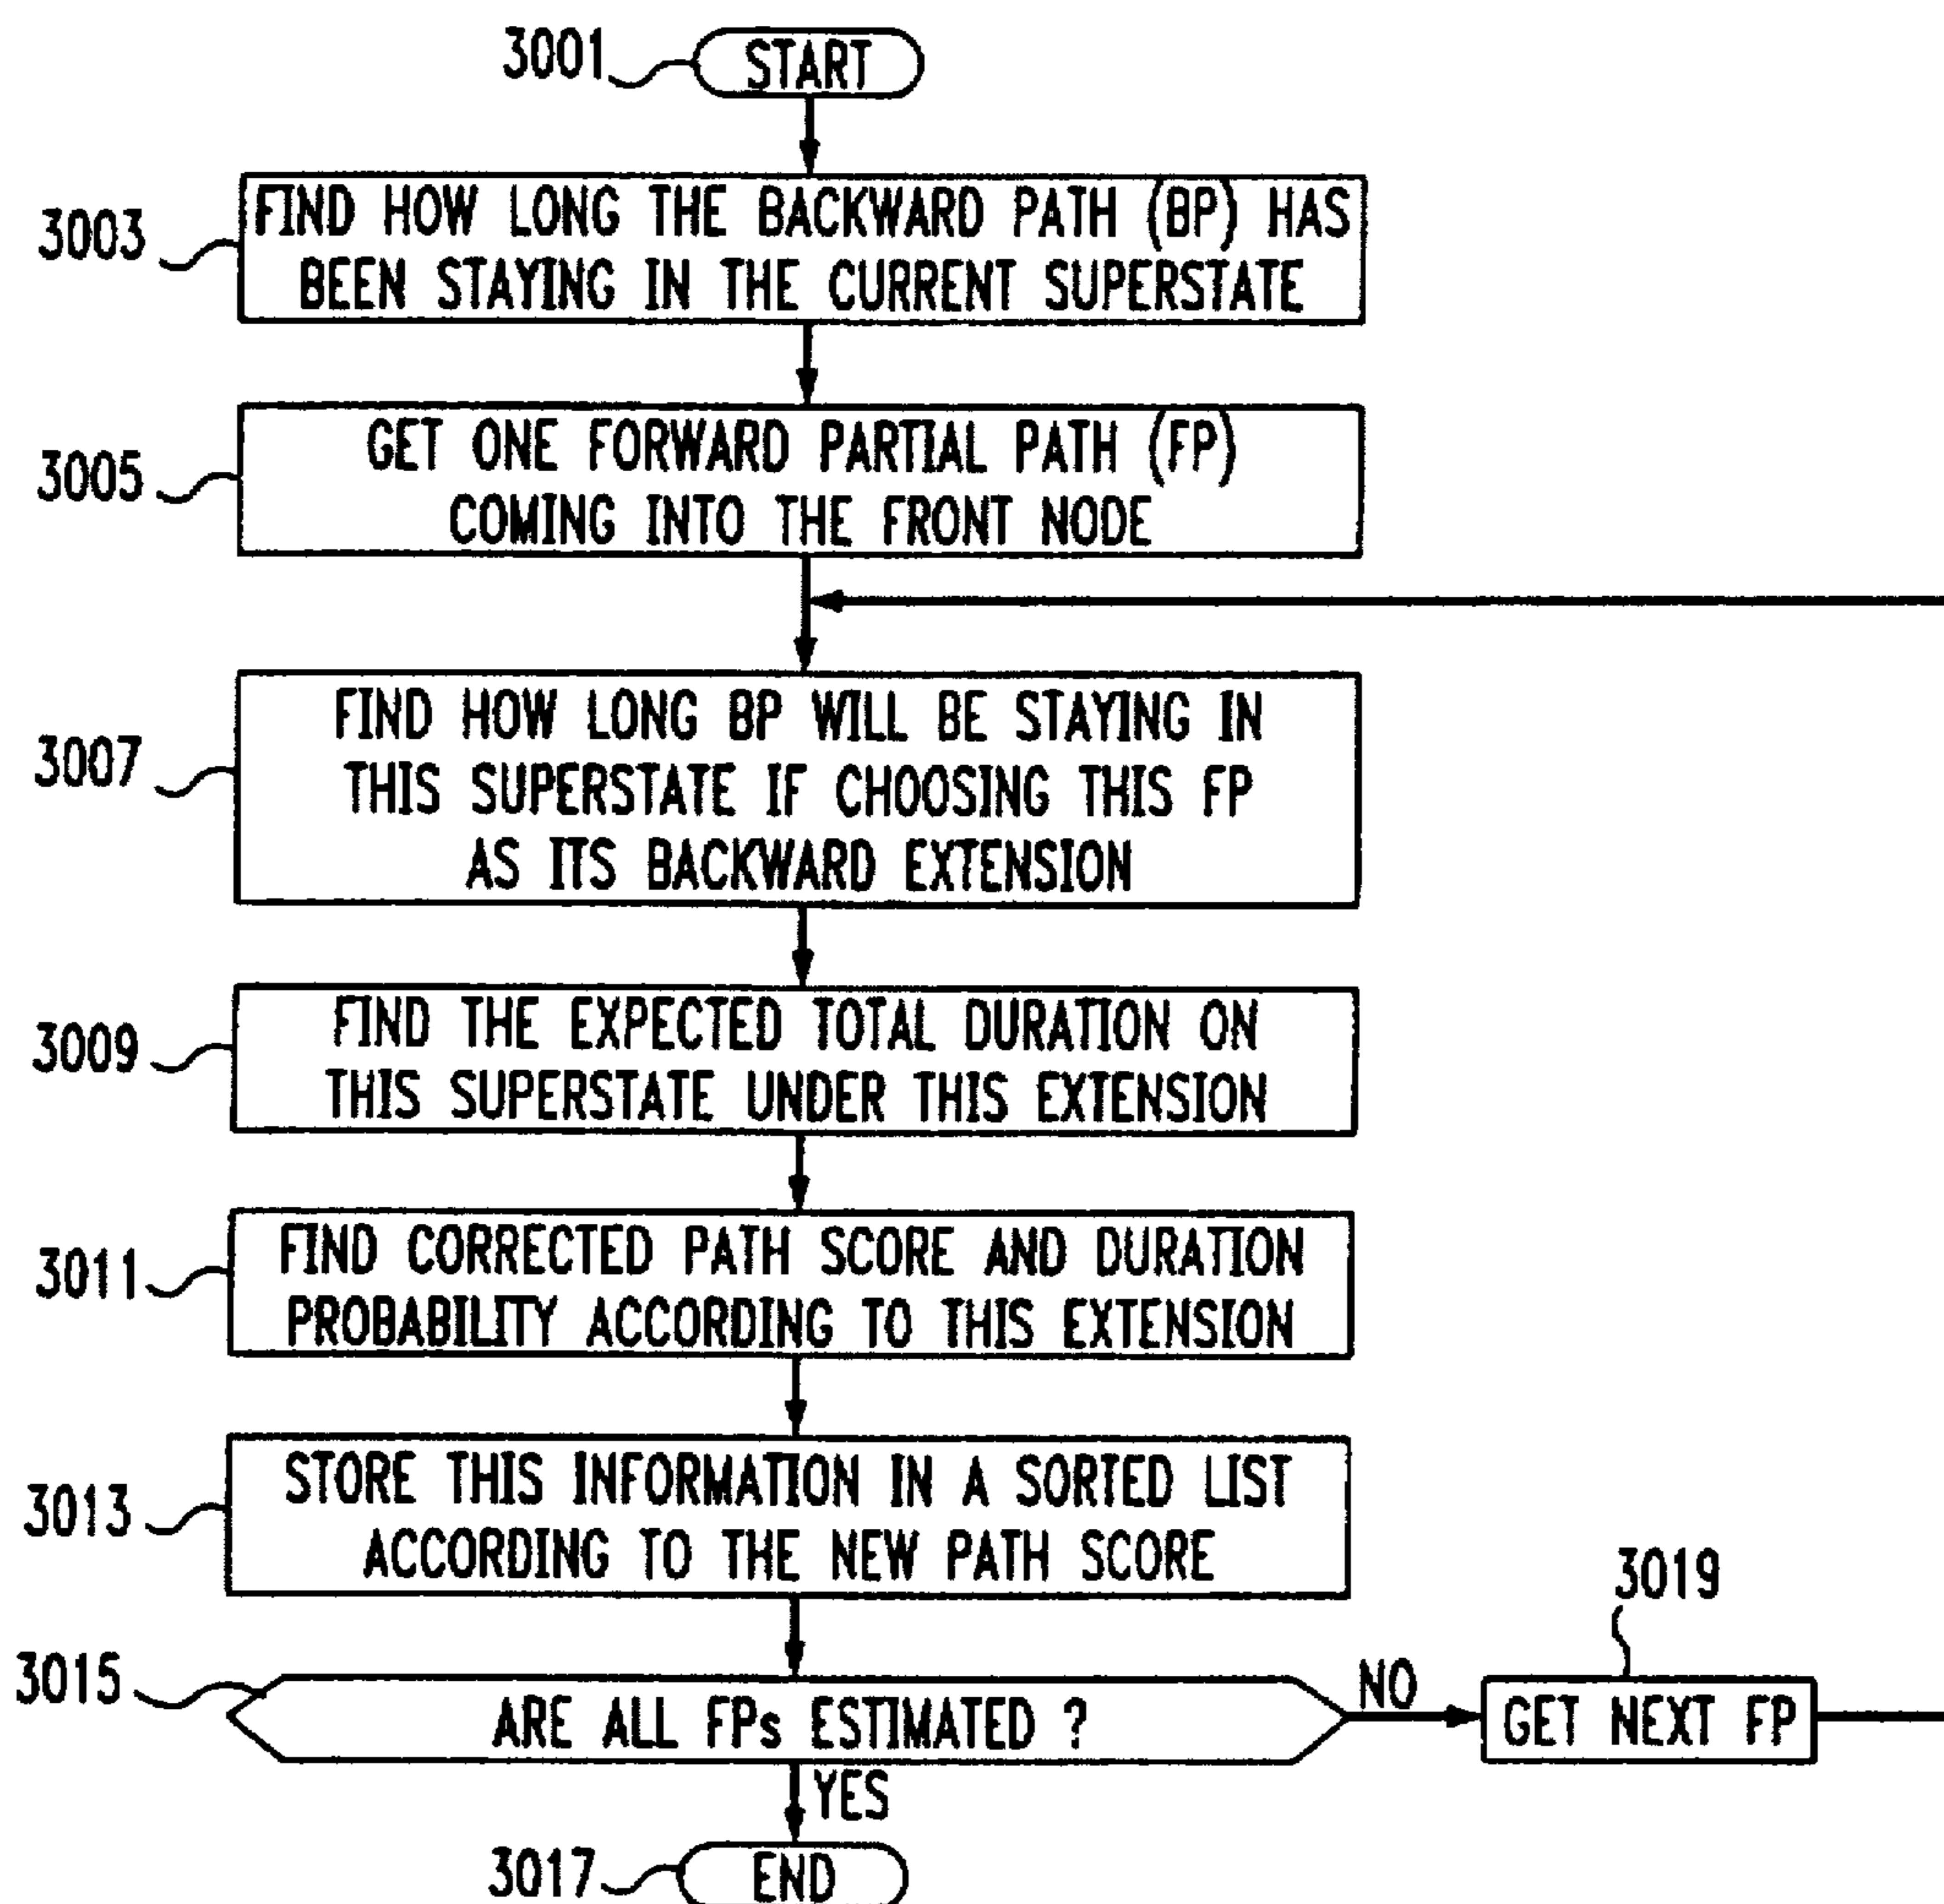 3001
START
3003
FIND HOW LONG THE BACKWARD PATH (BP) HAS
BEEN STAYING IN THE CURRENT SUPERSTATE
3005
GET ONE FORWARD PARTIAL PATH (FP)
COMING INTO THE FRONT NODE
3007
FIND HOW LONG BP WILL BE STAYING IN
THIS SUPERSTATE IF CHOOSING THIS FP
AS ITS BACKWARD EXTENSION
3009
FIND THE EXPECTED TOTAL DURATION ON
THIS SUPERSTATE UNDER THIS EXTENSION
3011
FIND CORRECTED PATH SCORE AND DURATION
PROBABILITY ACCORDING TO THIS EXTENSION
3013
STORE THIS INFORMATION IN A SORTED LIST
ACCORDING TO THE NEW PATH SCORE
3015
ARE ALL FPs ESTIMATED ?
NO
3019
GET NEXT FP
YES
3017
END